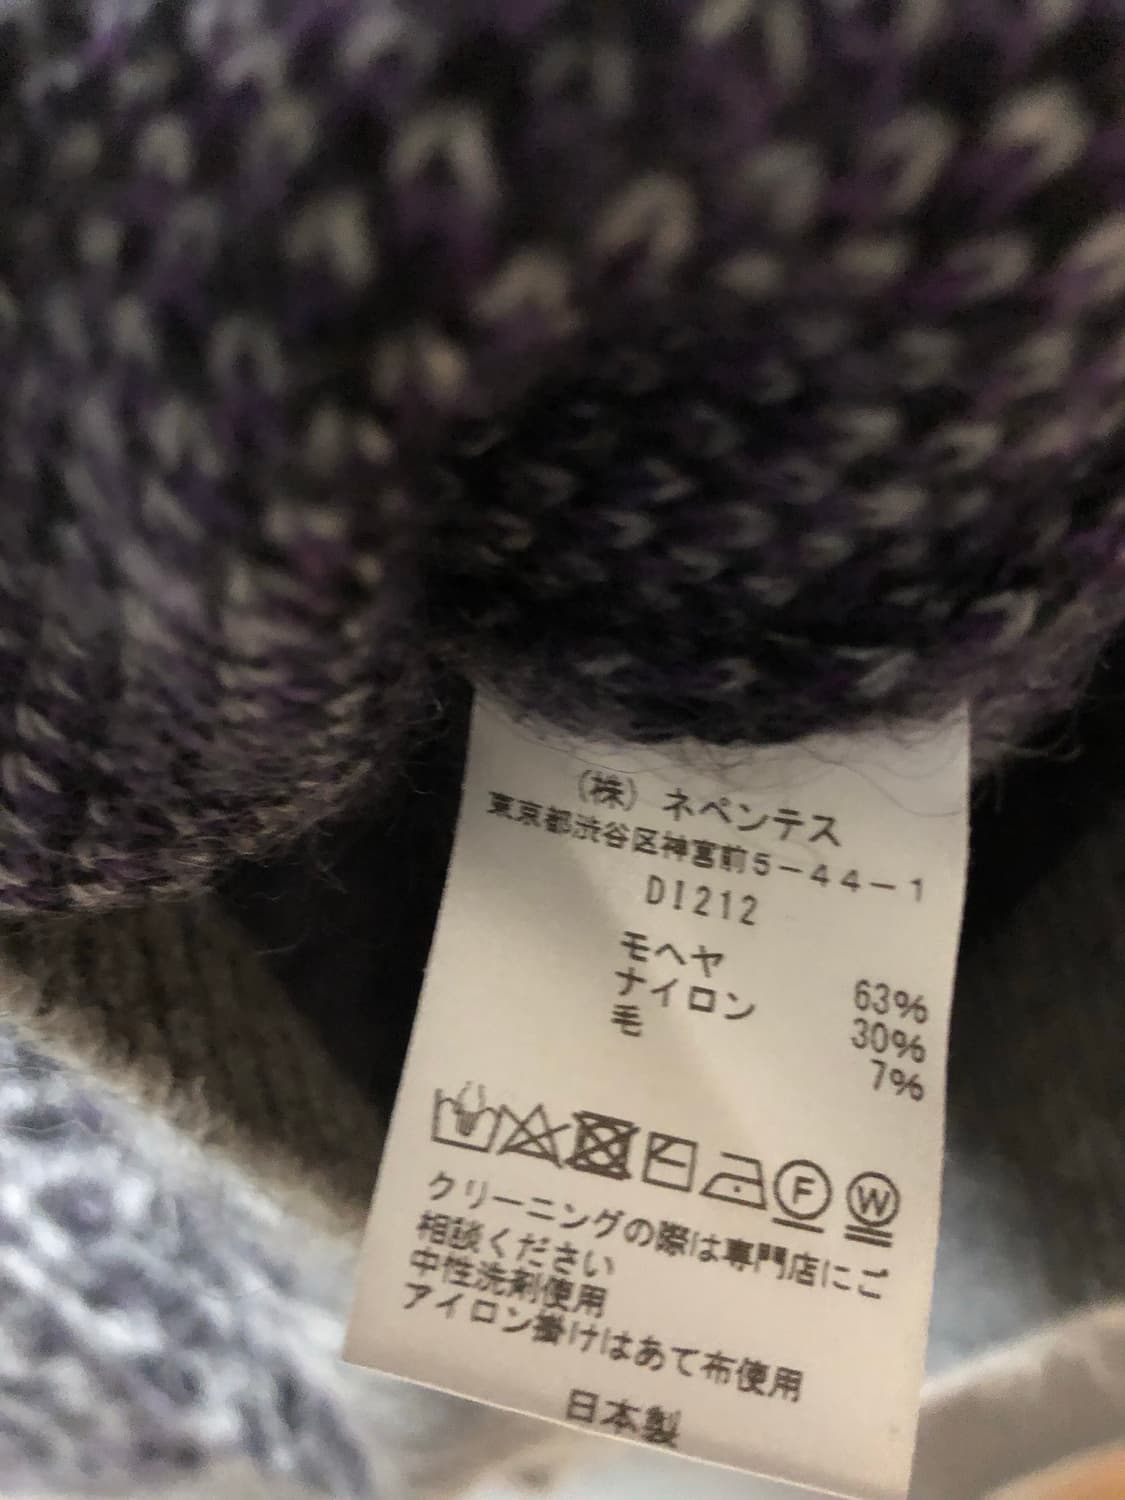 (株) ネペンテス
東京都渋谷区神宮前5-44-1
DI212
モヘヤ 63%
ナイロン 30%
毛 7%
F W
クリーニングの際は専門店にご
相談ください
中性洗剤使用
アイロン掛けはあて布使用
日本製